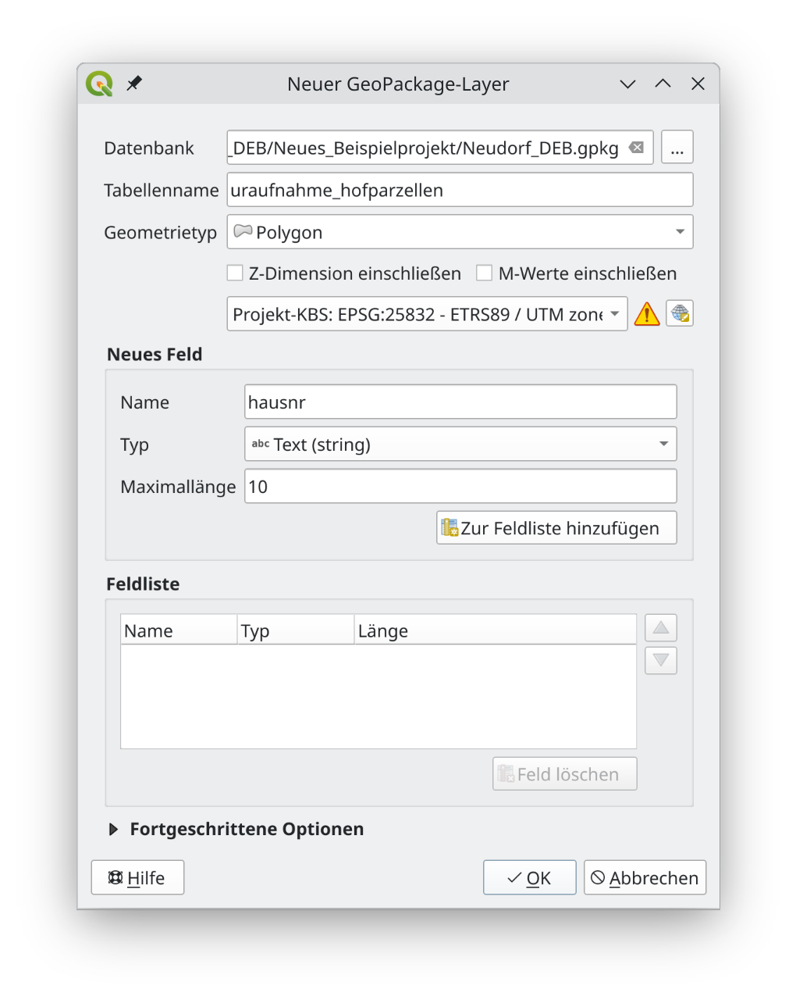 Neuer GeoPackage-Layer
Datenbank _DEB/Neues_Beispielprojekt/Neudorf_DEB.gpkg ...
Tabellenname uraufnahme_hofparzellen
Geometrietyp Polygon
Z-Dimension einschließen M-Werte einschließen
Projekt-KBS: EPSG:25832 - ETRS89 / UTM zone
Neues Feld
Name hausnr
Typ abc Text (string)
Maximallänge 10
Zur Feldliste hinzufügen
Feldliste
Name Typ Länge
Feld löschen
Fortgeschrittene Optionen
Hilfe OK Abbrechen